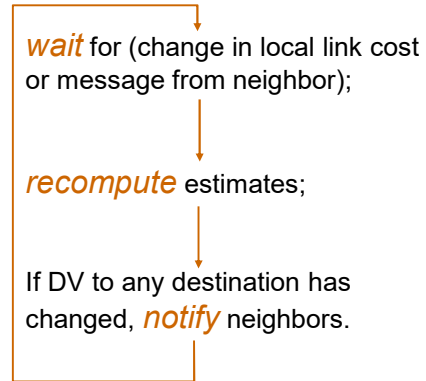 wait for (change in local link cost
or message from neighbor);
recompute estimates;
If DV to any destination has
changed, notify neighbors.